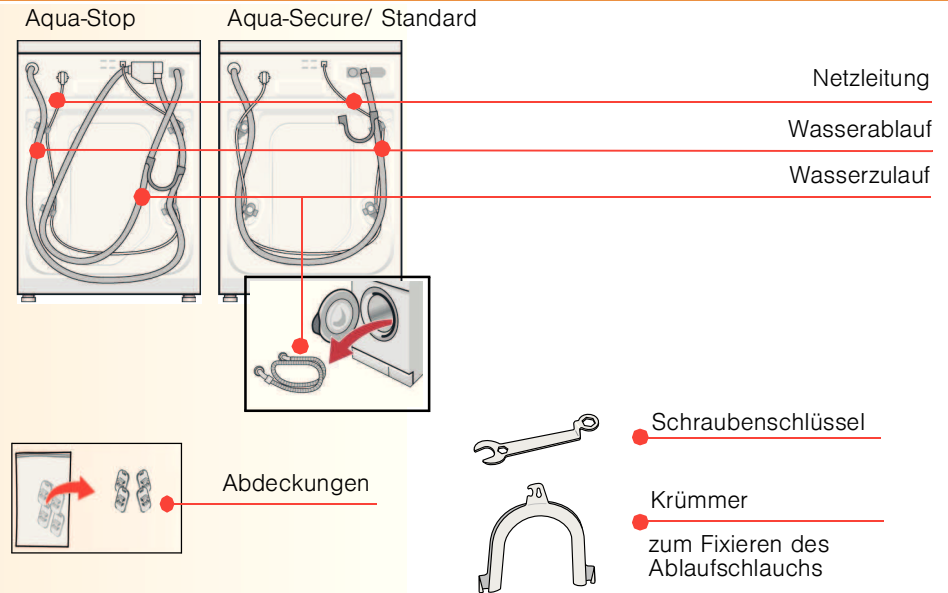 Aqua-Stop
Aqua-Secure/ Standard
Netzleitung
Wasserablauf
Wasserzulauf
Abdeckungen
Schraubenschlüssel
Krümmer
zum Fixieren des
Ablaufschlauchs